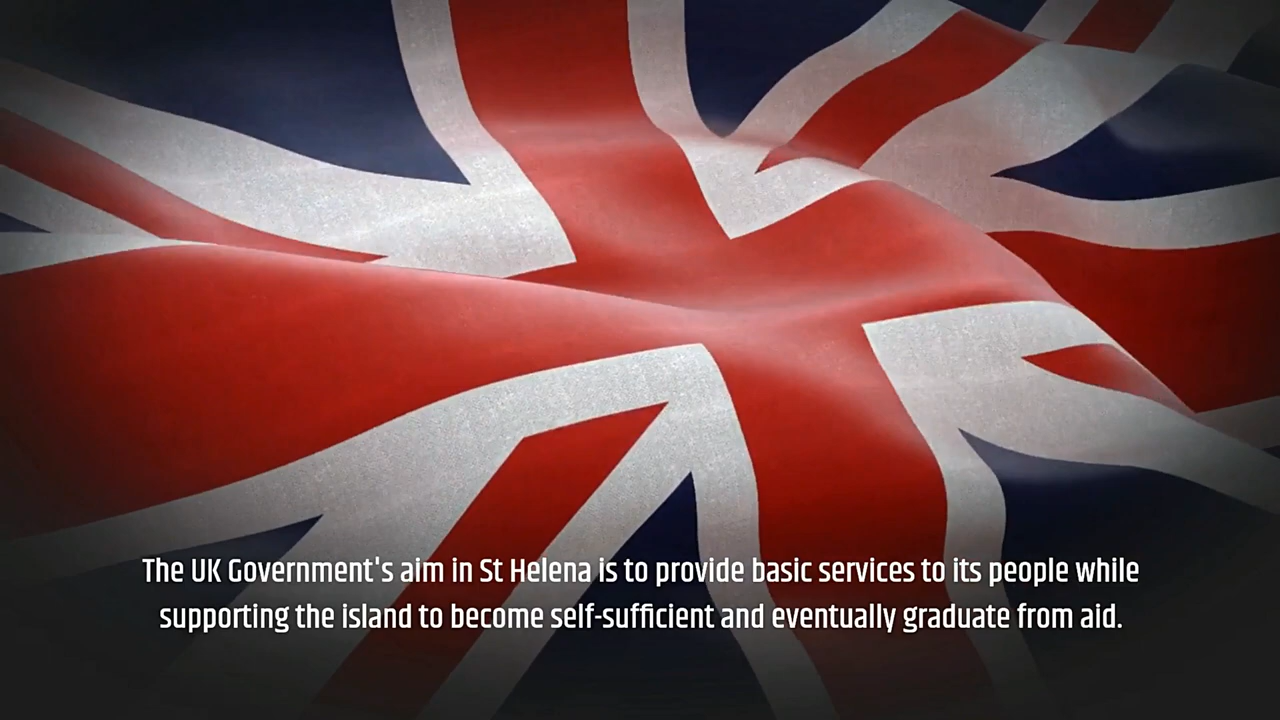 The UK Government's aim in St Helena is to provide basic services to its people while
supporting the island to become self-sufficient and eventually graduate from aid.